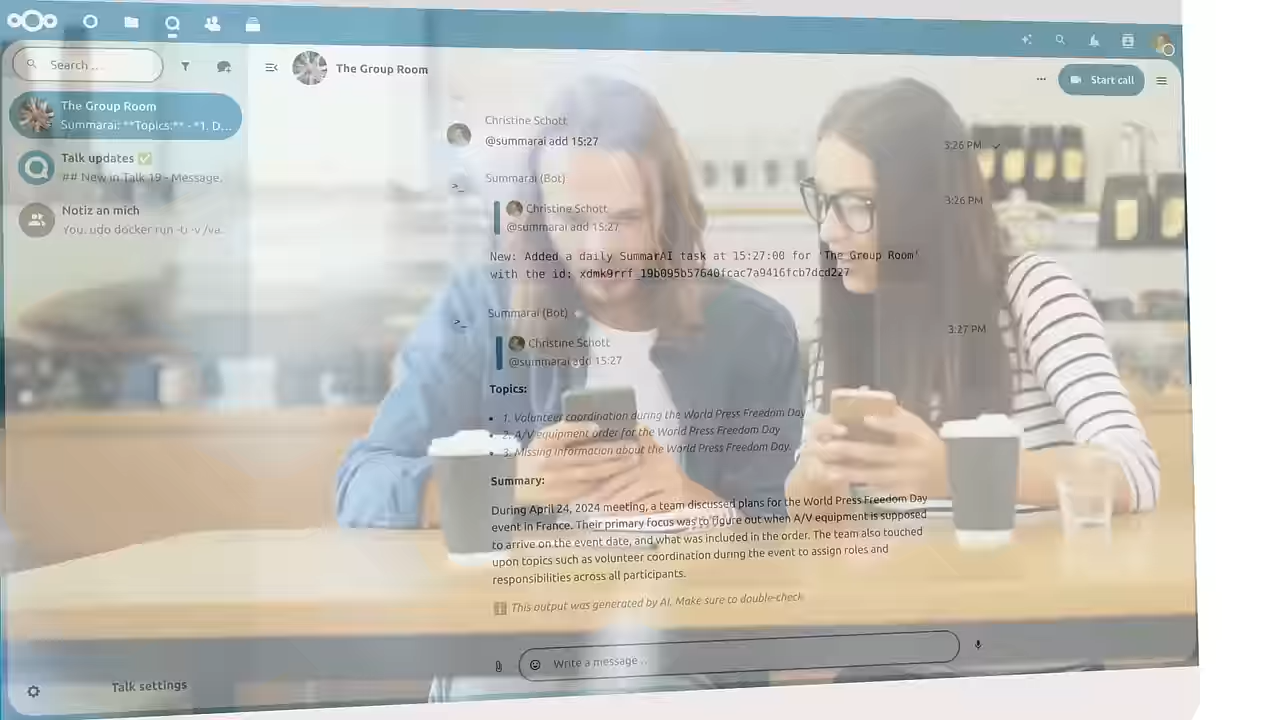 Search ...
The Group Room
Summarai: **Topics:** - *1. D...
Talk updates ✅
## New in Talk 19 - Message.
Notiz an mich
You: udo docker run -u -v /va.
Talk settings
The Group Room
Start call
Christine Schott
@summarai add 15:27
3:26 PM
Summarai (Bot)
3:26 PM
Christine Schott
@summarai add 15:27
New: Added a daily SummarAI task at 15:27:00 for 'The Group Room'
with the id: xdmk9rrf_19b095b57640fcac7a9416fcb7dcd227
Summarai (Bot)
3:27 PM
Christine Schott
@summarai add 15:27
Topics:
• 1. Volunteer coordination during the World Press Freedom Day
• 2. A/V equipment order for the World Press Freedom Day
• 3. Missing information about the World Press Freedom Day.
Summary:
During April 24, 2024 meeting, a team discussed plans for the World Press Freedom Day
event in France. Their primary focus was to figure out when A/V equipment is supposed
to arrive on the event date, and what was included in the order. The team also touched
upon topics such as volunteer coordination during the event to assign roles and
responsibilities across all participants.
This output was generated by AI. Make sure to double-check
Write a message ...